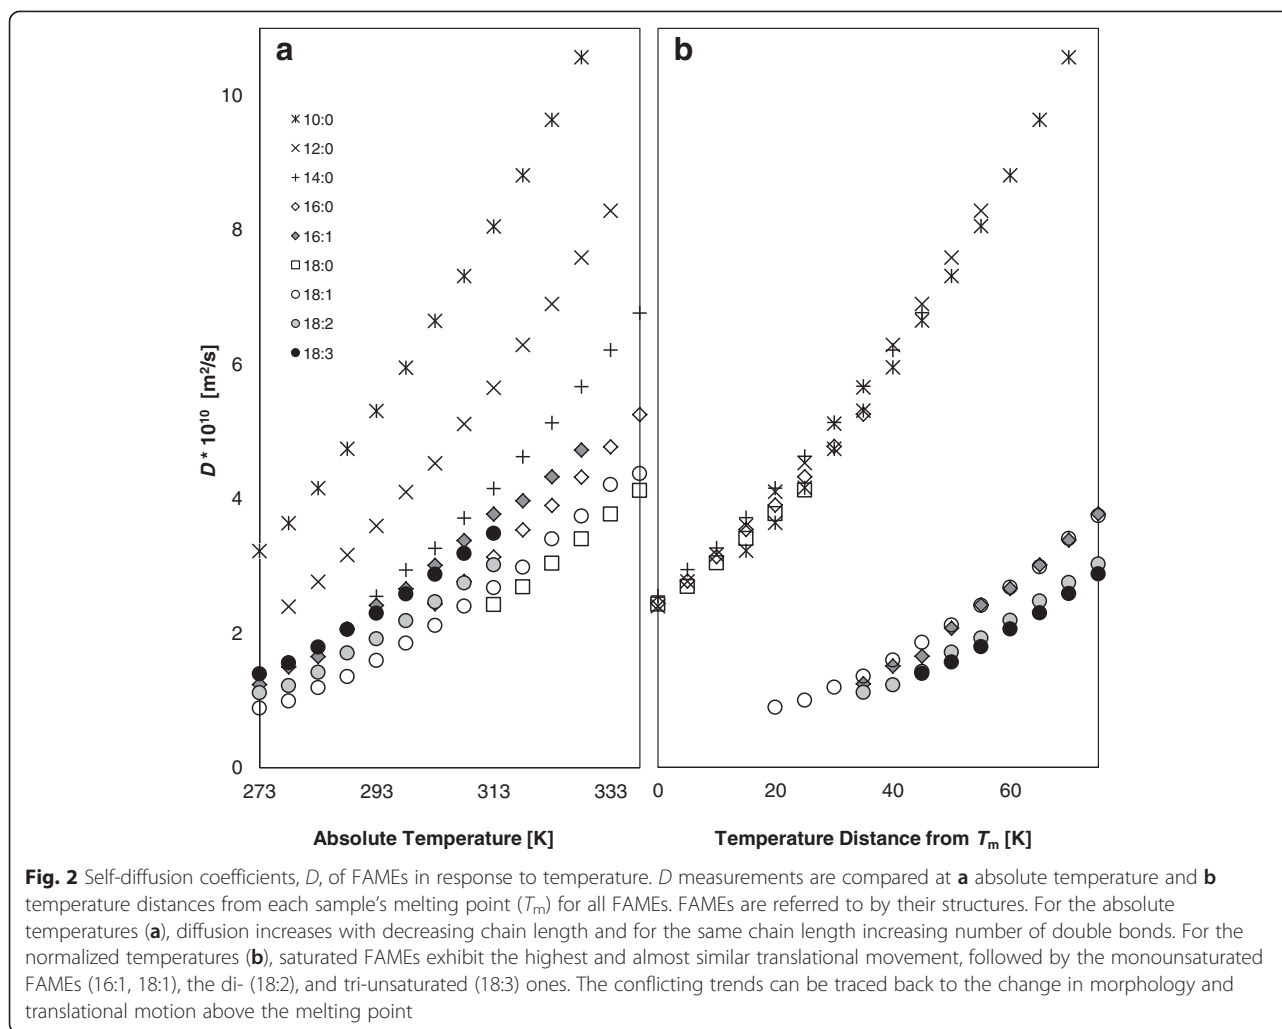 a
b
10
8
6
4
2
0
D * 10¹⁰ [m²/s]
10:0
12:0
14:0
16:0
16:1
18:0
18:1
18:2
18:3
273 293 313 333
0 20 40 60
Absolute Temperature [K]
Temperature Distance from Tm [K]
Fig. 2 Self-diffusion coefficients, D, of FAMEs in response to temperature. D measurements are compared at a absolute temperature and b
temperature distances from each sample's melting point (Tm) for all FAMEs. FAMEs are referred to by their structures. For the absolute
temperatures (a), diffusion increases with decreasing chain length and for the same chain length increasing number of double bonds. For the
normalized temperatures (b), saturated FAMEs exhibit the highest and almost similar translational movement, followed by the monounsaturated
FAMEs (16:1, 18:1), the di- (18:2), and tri-unsaturated (18:3) ones. The conflicting trends can be traced back to the change in morphology and
translational motion above the melting point